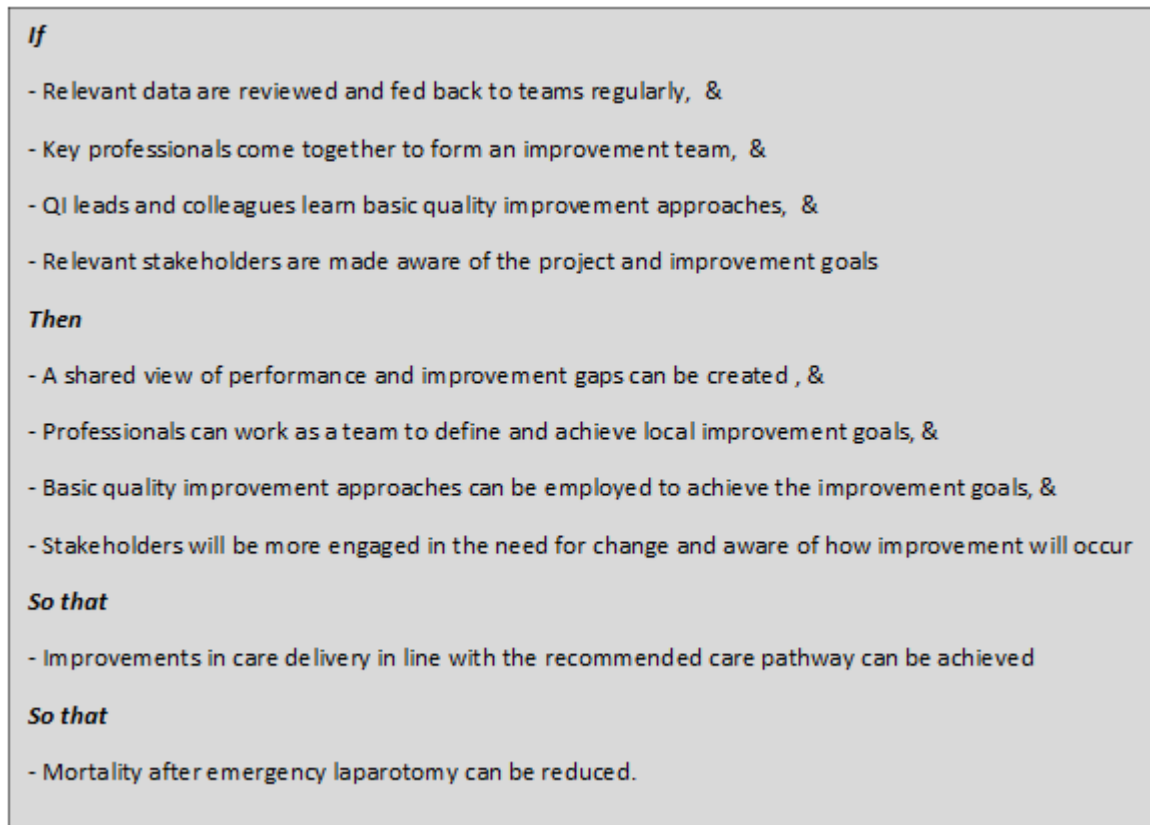 If
- Relevant data are reviewed and fed back to teams regularly, &
- Key professionals come together to form an improvement team, &
- QI leads and colleagues learn basic quality improvement approaches, &
- Relevant stakeholders are made aware of the project and improvement goals
Then
- A shared view of performance and improvement gaps can be created , &
- Professionals can work as a team to define and achieve local improvement goals, &
- Basic quality improvement approaches can be employed to achieve the improvement goals, &
- Stakeholders will be more engaged in the need for change and aware of how improvement will occur
So that
- Improvements in care delivery in line with the recommended care pathway can be achieved
So that
- Mortality after emergency laparotomy can be reduced.